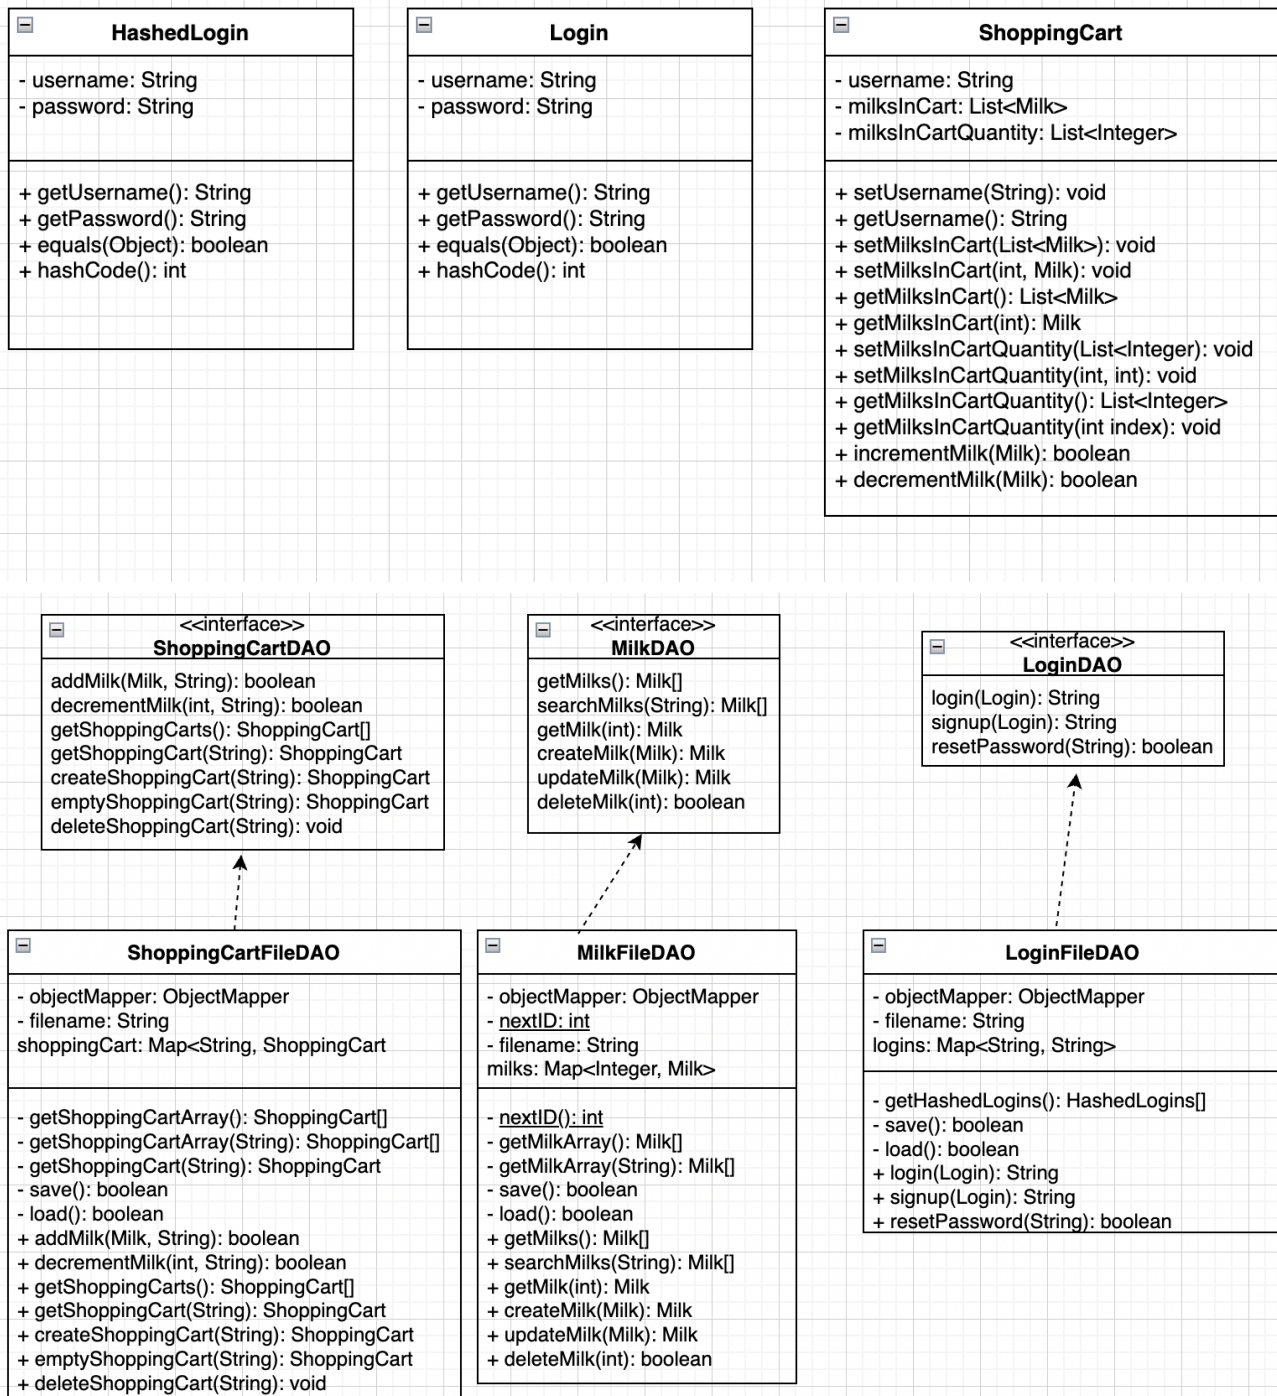 HashedLogin
- username: String
- password: String
+ getUsername(): String
+ getPassword(): String
+ equals(Object): boolean
+ hashCode(): int
Login
- username: String
- password: String
+ getUsername(): String
+ getPassword(): String
+ equals(Object): boolean
+ hashCode(): int
ShoppingCart
- username: String
- milksInCart: List<Milk>
- milksInCartQuantity: List<Integer>
+ setUsername(String): void
+ getUsername(): String
+ setMilksInCart(List<Milk>): void
+ setMilksInCart(int, Milk): void
+ getMilksInCart(): List<Milk>
+ getMilksInCart(int): Milk
+ setMilksInCartQuantity(List<Integer): void
+ setMilksInCartQuantity(int, int): void
+ getMilksInCartQuantity(): List<Integer>
+ getMilksInCartQuantity(int index): void
+ incrementMilk(Milk): boolean
+ decrementMilk(Milk): boolean
<<interface>>
ShoppingCartDAO
addMilk(Milk, String): boolean
decrementMilk(int, String): boolean
getShoppingCarts(): ShoppingCart[]
getShoppingCart(String): ShoppingCart
createShoppingCart(String): ShoppingCart
emptyShoppingCart(String): ShoppingCart
deleteShoppingCart(String): void
<<interface>>
MilkDAO
getMilks(): Milk[]
searchMilks(String): Milk[]
getMilk(int): Milk
createMilk(Milk): Milk
updateMilk(Milk): Milk
deleteMilk(int): boolean
<<interface>>
LoginDAO
login(Login): String
signup(Login): String
resetPassword(String): boolean
ShoppingCartFileDAO
- objectMapper: ObjectMapper
- filename: String
shoppingCart: Map<String, ShoppingCart
- getShoppingCartArray(): ShoppingCart[]
- getShoppingCartArray(String): ShoppingCart[]
- getShoppingCart(String): ShoppingCart
- save(): boolean
- load(): boolean
+ addMilk(Milk, String): boolean
+ decrementMilk(int, String): boolean
+ getShoppingCarts(): ShoppingCart[]
+ getShoppingCart(String): ShoppingCart
+ createShoppingCart(String): ShoppingCart
+ emptyShoppingCart(String): ShoppingCart
+ deleteShoppingCart(String): void
MilkFileDAO
- objectMapper: ObjectMapper
- nextID: int
- filename: String
milks: Map<Integer, Milk>
- nextID(): int
- getMilkArray(): Milk[]
- getMilkArray(String): Milk[]
- save(): boolean
- load(): boolean
+ getMilks(): Milk[]
+ searchMilks(String): Milk[]
+ getMilk(int): Milk
+ createMilk(Milk): Milk
+ updateMilk(Milk): Milk
+ deleteMilk(int): boolean
LoginFileDAO
- objectMapper: ObjectMapper
- filename: String
logins: Map<String, String>
- getHashedLogins(): HashedLogins[]
- save(): boolean
- load(): boolean
+ login(Login): String
+ signup(Login): String
+ resetPassword(String): boolean